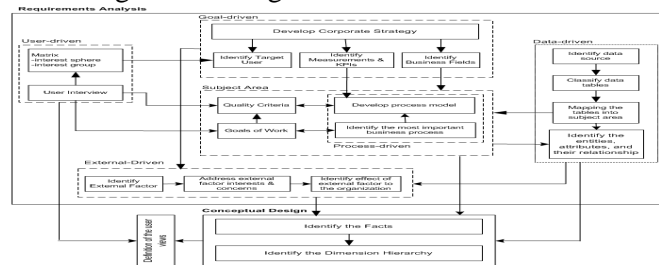 Requirements Analysis
Goal-driven
Develop Corporate Strategy
Identify Target
User
Identify
Measurements &
KPIs
Identify
Business Fields
User-driven
Matrix
-interest sphere
-interest group
User Interview
Data-driven
Identify data
source
Classify data
tables
Mapping the
tables into
subject area
Identify the
entities,
attributes, and
their relationship
Subject Area
Quality Criteria
Goals of Work
Develop process model
Identify the most important
business process
Process-driven
External-Driven
Identify
External Factor
Address external
factor interests &
concerns
Identify effect of
external factor to
the organization
Conceptual Design
Definition of the user
views
Identify the Facts
Identify the Dimension Hierarchy